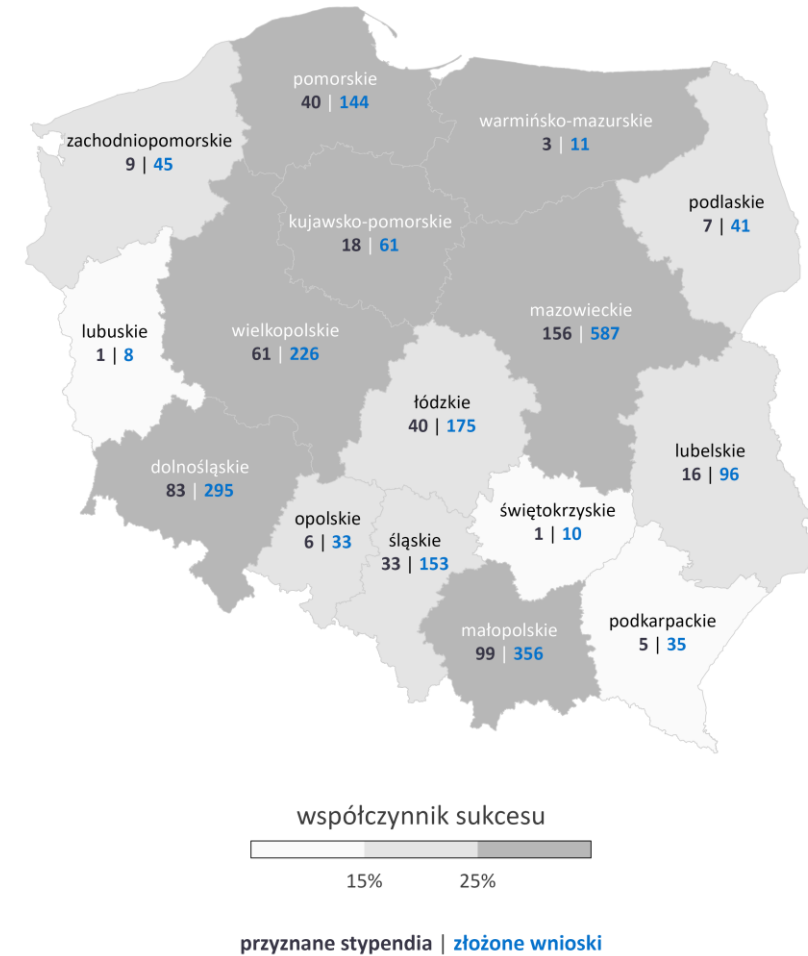 pomorskie
40 | 144
warmińsko-mazurskie
3 | 11
zachodniopomorskie
9 | 45
podlaskie
7 | 41
kujawsko-pomorskie
18 | 61
mazowieckie
156 | 587
lubuskie
1 | 8
wielkopolskie
61 | 226
łódzkie
40 | 175
lubelskie
16 | 96
dolnośląskie
83 | 295
opolskie
6 | 33
śląskie
33 | 153
świętokrzyskie
1 | 10
małopolskie
99 | 356
podkarpackie
5 | 35
współczynnik sukcesu
15% 25%
przyznane stypendia | złożone wnioski